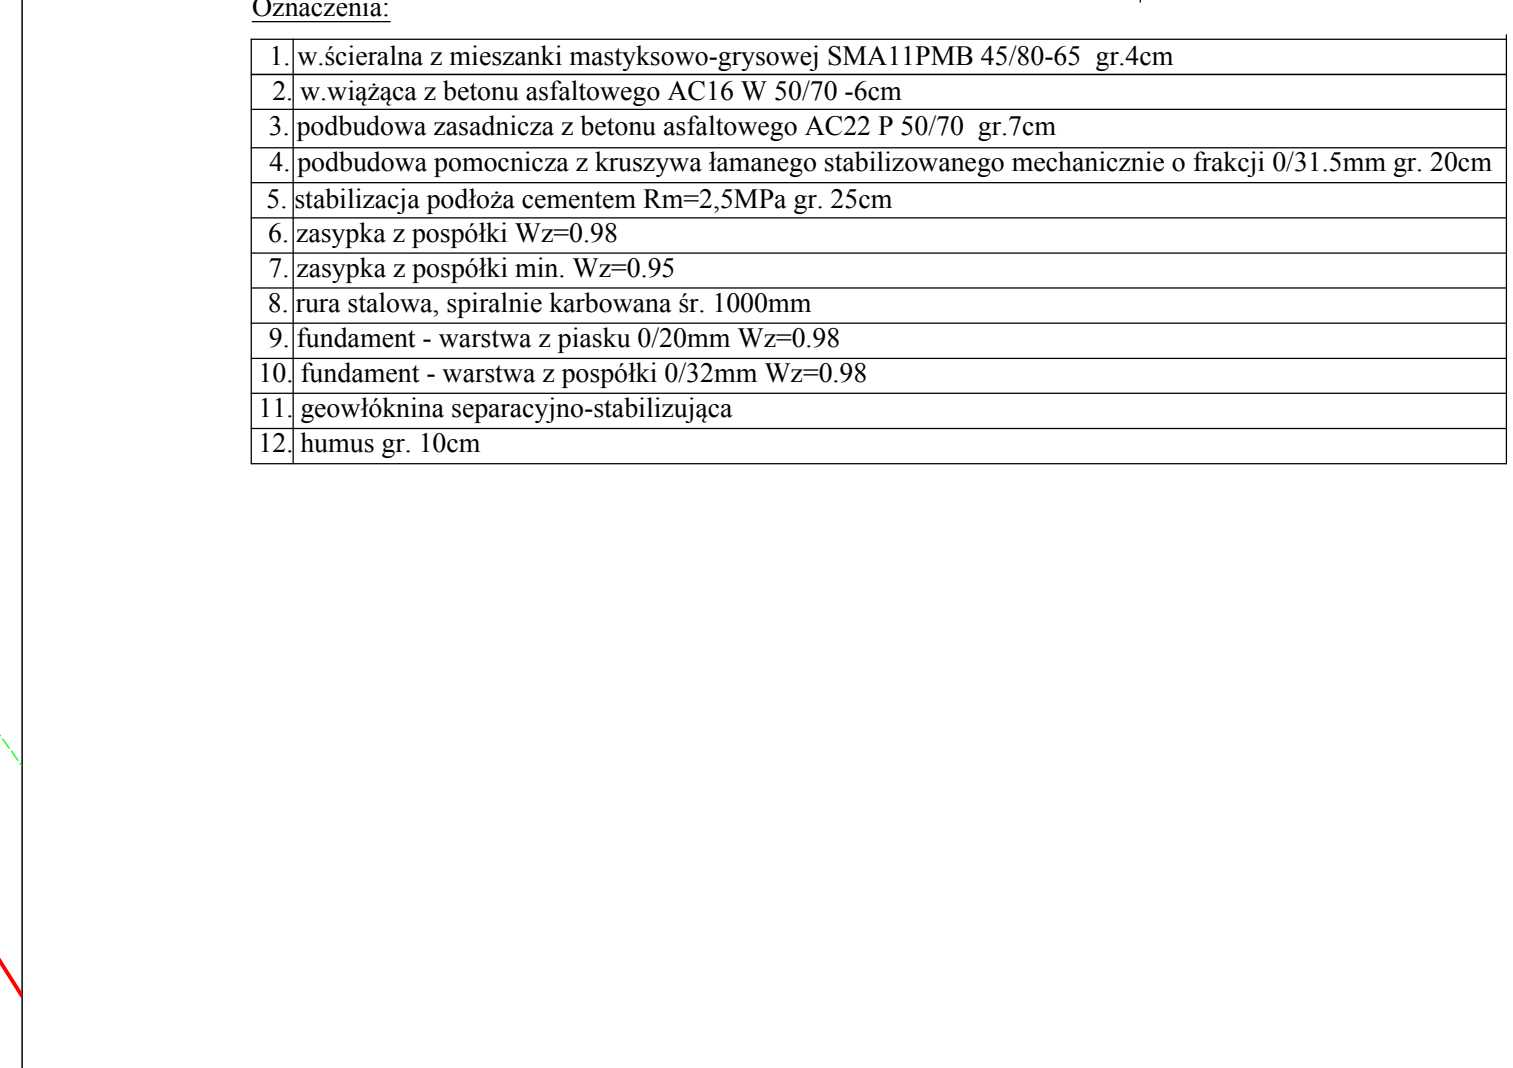 Oznaczenia:
1. w.ścieralna z mieszanki mastyksowo-grysowej SMA11PMB 45/80-65 gr.4cm
2. w.wiążąca z betonu asfaltowego AC16 W 50/70 -6cm
3. podbudowa zasadnicza z betonu asfaltowego AC22 P 50/70 gr.7cm
4. podbudowa pomocnicza z kruszywa łamanego stabilizowanego mechanicznie o frakcji 0/31.5mm gr. 20cm
5. stabilizacja podłoża cementem Rm=2,5MPa gr. 25cm
6. zasypka z pospółki Wz=0.98
7. zasypka z pospółki min. Wz=0.95
8. rura stalowa, spiralnie karbowana śr. 1000mm
9. fundament - warstwa z piasku 0/20mm Wz=0.98
10. fundament - warstwa z pospółki 0/32mm Wz=0.98
11. geowłóknina separacyjno-stabilizująca
12. humus gr. 10cm